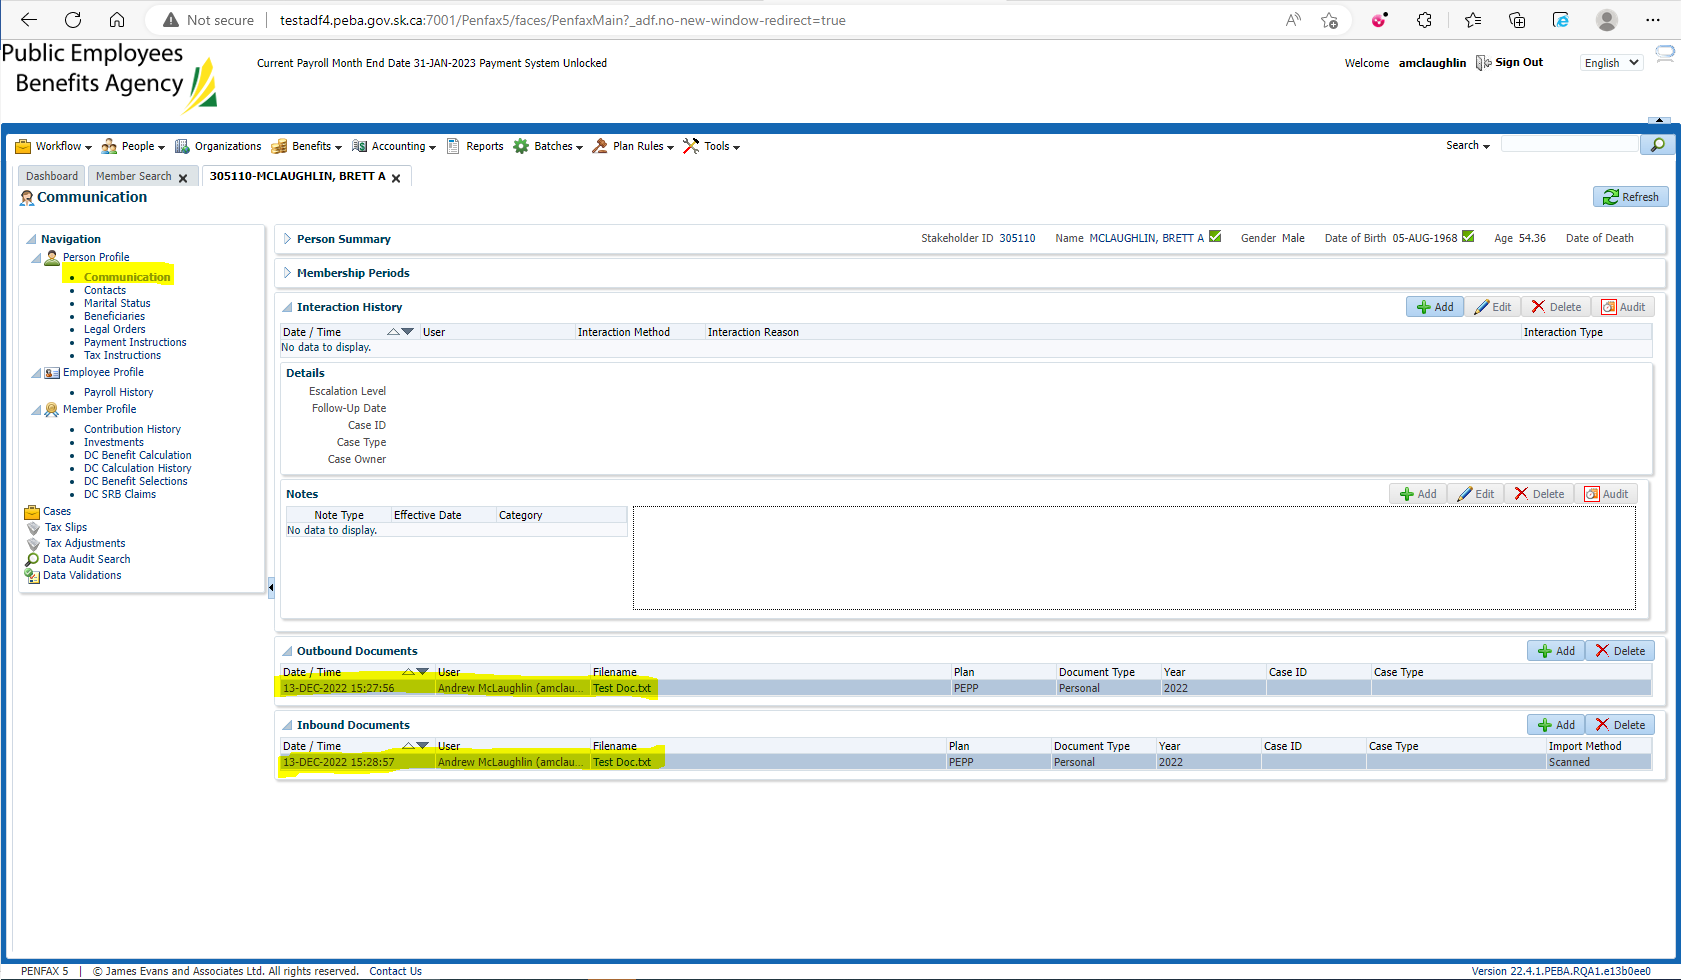 Not secure | testadf4.peba.gov.sk.ca:7001/Penfax5/faces/PenfaxMain?_adf.no-new-window-redirect=true
Public Employees
Benefits Agency
Current Payroll Month End Date 31-JAN-2023 Payment System Unlocked
Welcome amclaughlin Sign Out English
Workflow People Organizations Benefits Accounting Reports Batches Plan Rules Tools Search
Dashboard Member Search 305110-MCLAUGHLIN, BRETT A
Communication
Refresh
Navigation
Person Profile
Communication
Contacts
Marital Status
Beneficiaries
Legal Orders
Payment Instructions
Tax Instructions
Employee Profile
Payroll History
Member Profile
Contribution History
Investments
DC Benefit Calculation
DC Calculation History
DC Benefit Selections
DC SRB Claims
Cases
Tax Slips
Tax Adjustments
Data Audit Search
Data Validations
Person Summary Stakeholder ID 305110 Name MCLAUGHLIN, BRETT A Gender Male Date of Birth 05-AUG-1968 Age 54.36 Date of Death
Membership Periods
Interaction History Add Edit Delete Audit
Date / Time User Interaction Method Interaction Reason Interaction Type
No data to display.
Details
Escalation Level
Follow-Up Date
Case ID
Case Type
Case Owner
Notes Add Edit Delete Audit
Note Type Effective Date Category
No data to display.
Outbound Documents Add Delete
Date / Time User Filename Plan Document Type Year Case ID Case Type
13-DEC-2022 15:27:56 Andrew McLaughlin (amclau... Test Doc.txt PEPP Personal 2022
Inbound Documents Add Delete
Date / Time User Filename Plan Document Type Year Case ID Case Type Import Method
13-DEC-2022 15:28:57 Andrew McLaughlin (amclau... Test Doc.txt PEPP Personal 2022 Scanned
PENFAX 5 | © James Evans and Associates Ltd. All rights reserved. Contact Us Version 22.4.1.PEBA.RQA1.e13b0ee0